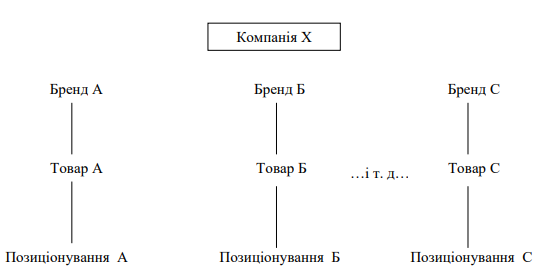 Компанія Х
Бренд А Бренд Б Бренд С
Товар А Товар Б …і т. д… Товар С
Позиціонування А Позиціонування Б Позиціонування С